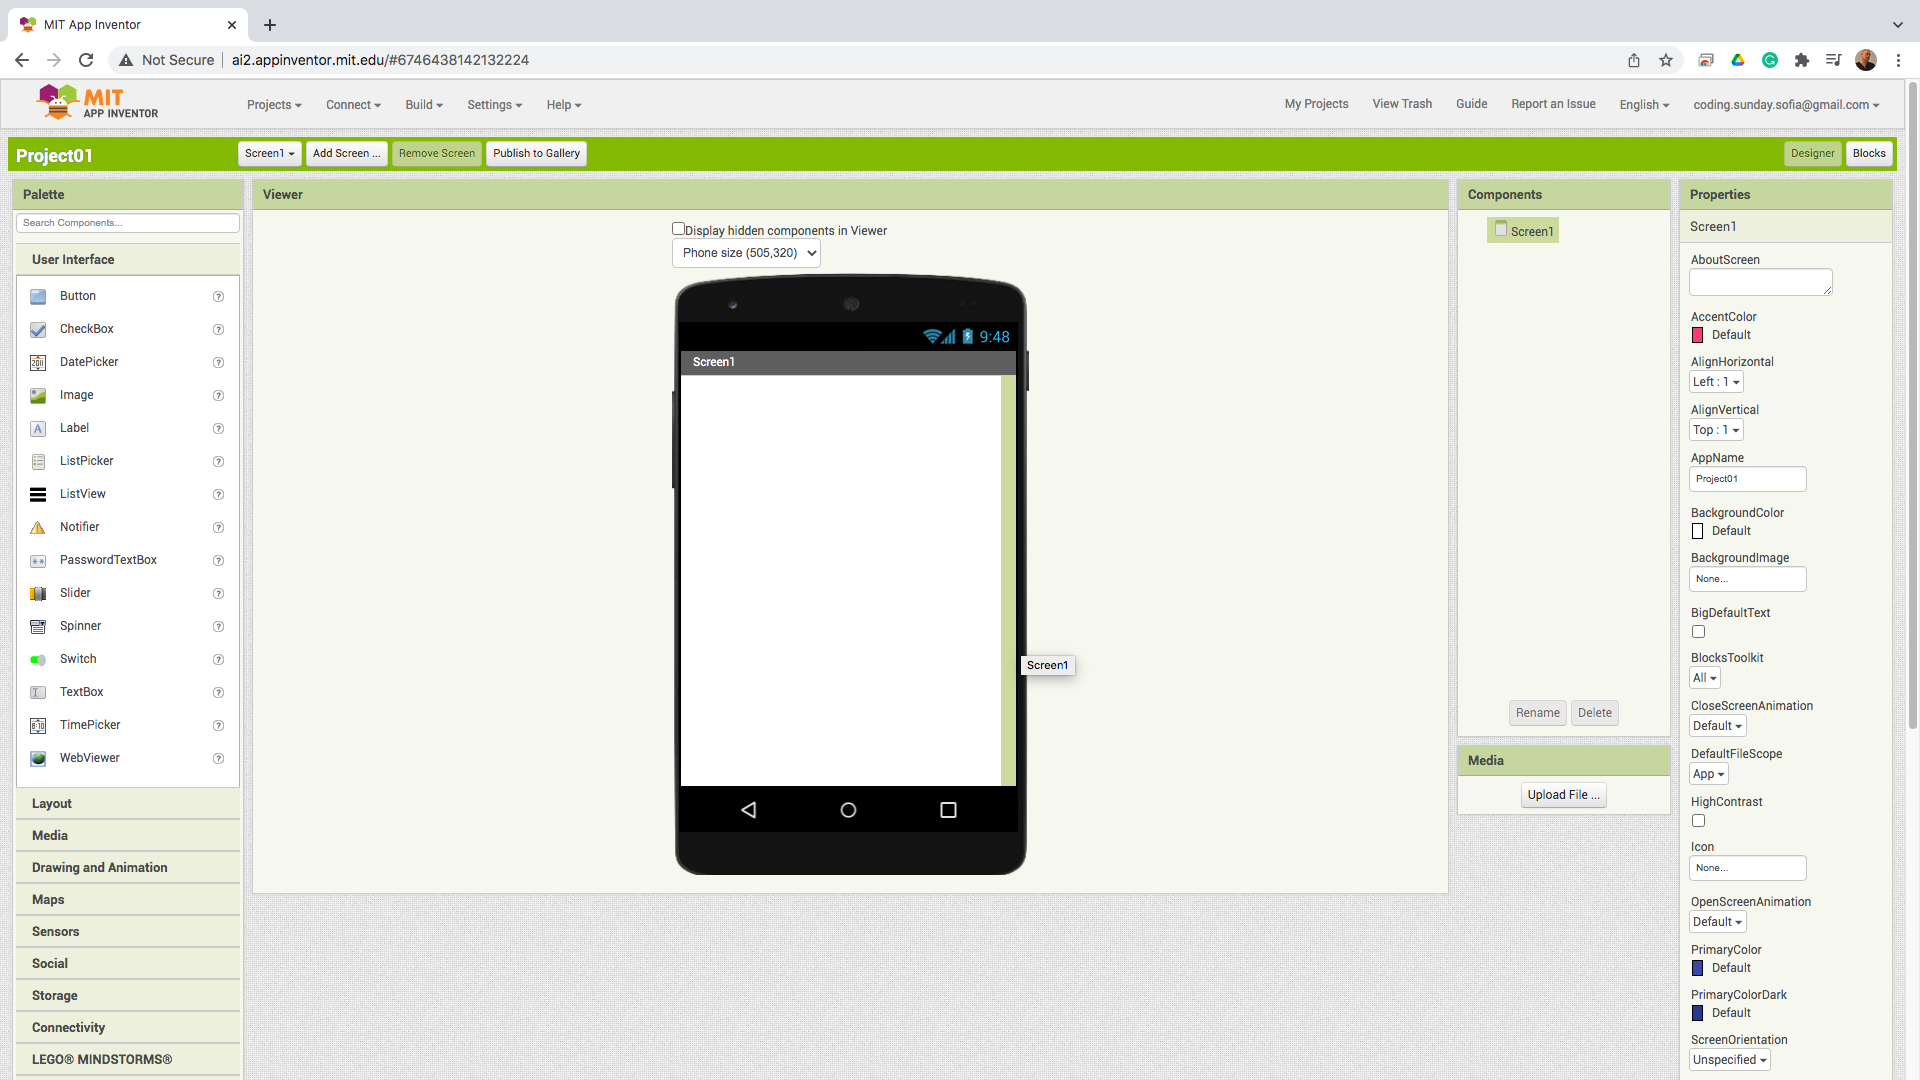 MIT App Inventor
Not Secure
ai2.appinventor.mit.edu/#6746438142132224
MIT
APP INVENTOR
Projects
Connect
Build
Settings
Help
My Projects
View Trash
Guide
Report an Issue
English
coding.sunday.sofia@gmail.com
Project01
Screen1
Add Screen ...
Remove Screen
Publish to Gallery
Designer
Blocks
Palette
Search Components...
User Interface
Button
CheckBox
DatePicker
Image
Label
ListPicker
ListView
Notifier
PasswordTextBox
Slider
Spinner
Switch
TextBox
TimePicker
WebViewer
Layout
Media
Drawing and Animation
Maps
Sensors
Social
Storage
Connectivity
LEGO® MINDSTORMS®
Viewer
Display hidden components in Viewer
Phone size (505,320)
9:48
Screen1
Screen1
Components
Screen1
Rename
Delete
Media
Upload File ...
Properties
Screen1
AboutScreen
AccentColor
Default
AlignHorizontal
Left : 1
AlignVertical
Top : 1
AppName
Project01
BackgroundColor
Default
BackgroundImage
None...
BigDefaultText
BlocksToolkit
All
CloseScreenAnimation
Default
DefaultFileScope
App
HighContrast
Icon
None...
OpenScreenAnimation
Default
PrimaryColor
Default
PrimaryColorDark
Default
ScreenOrientation
Unspecified